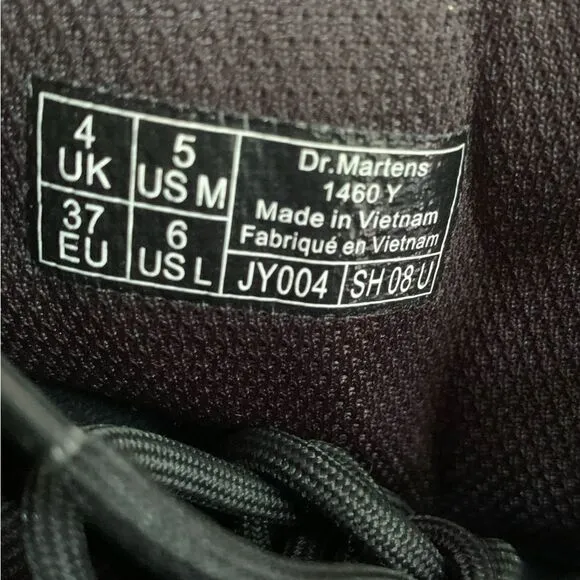 4
UK
5
US M
37
EU
6
US L
Dr.Martens
1460 Y
Made in Vietnam
Fabriqué en Vietnam
JY004
SH 08 U